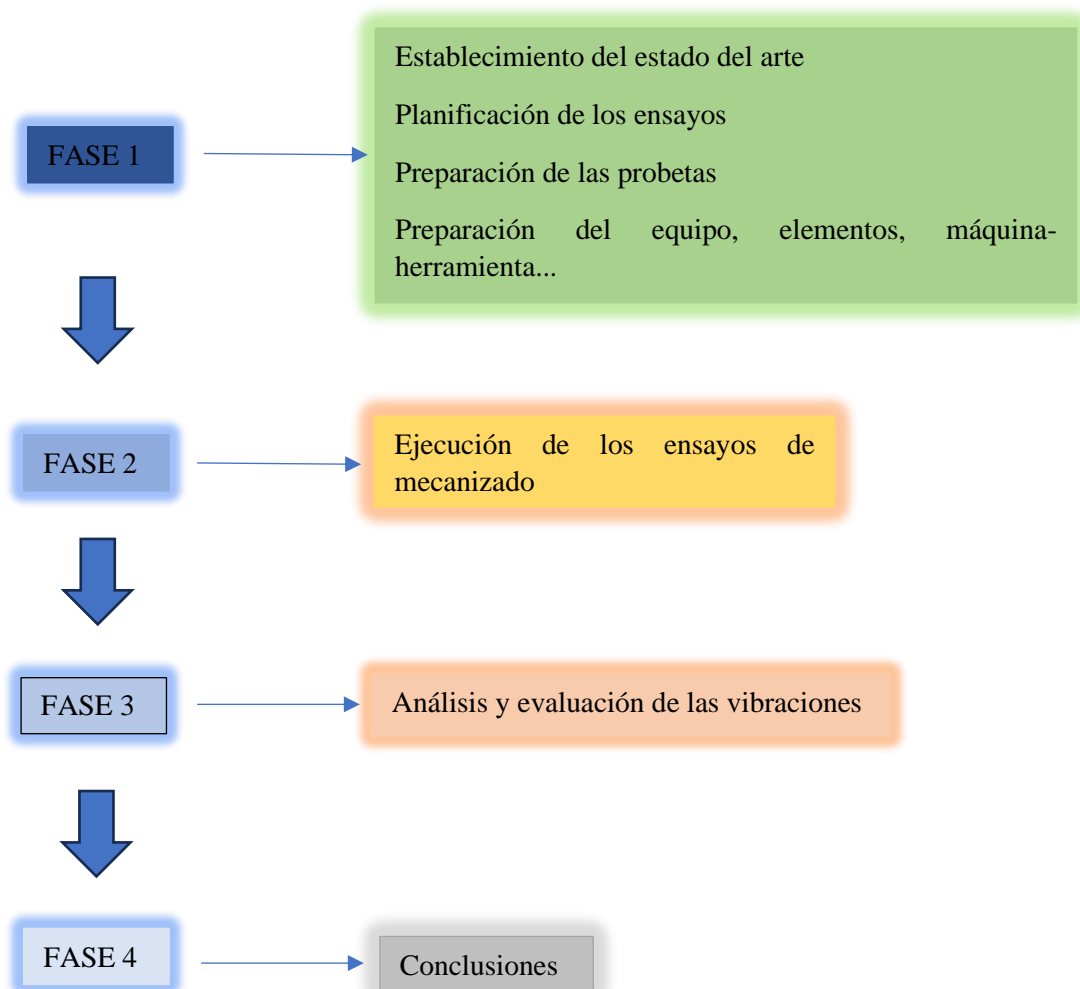 FASE 1
Establecimiento del estado del arte
Planificación de los ensayos
Preparación de las probetas
Preparación del equipo, elementos, máquina-
herramienta...
FASE 2
Ejecución de los ensayos de
mecanizado
FASE 3
Análisis y evaluación de las vibraciones
FASE 4
Conclusiones